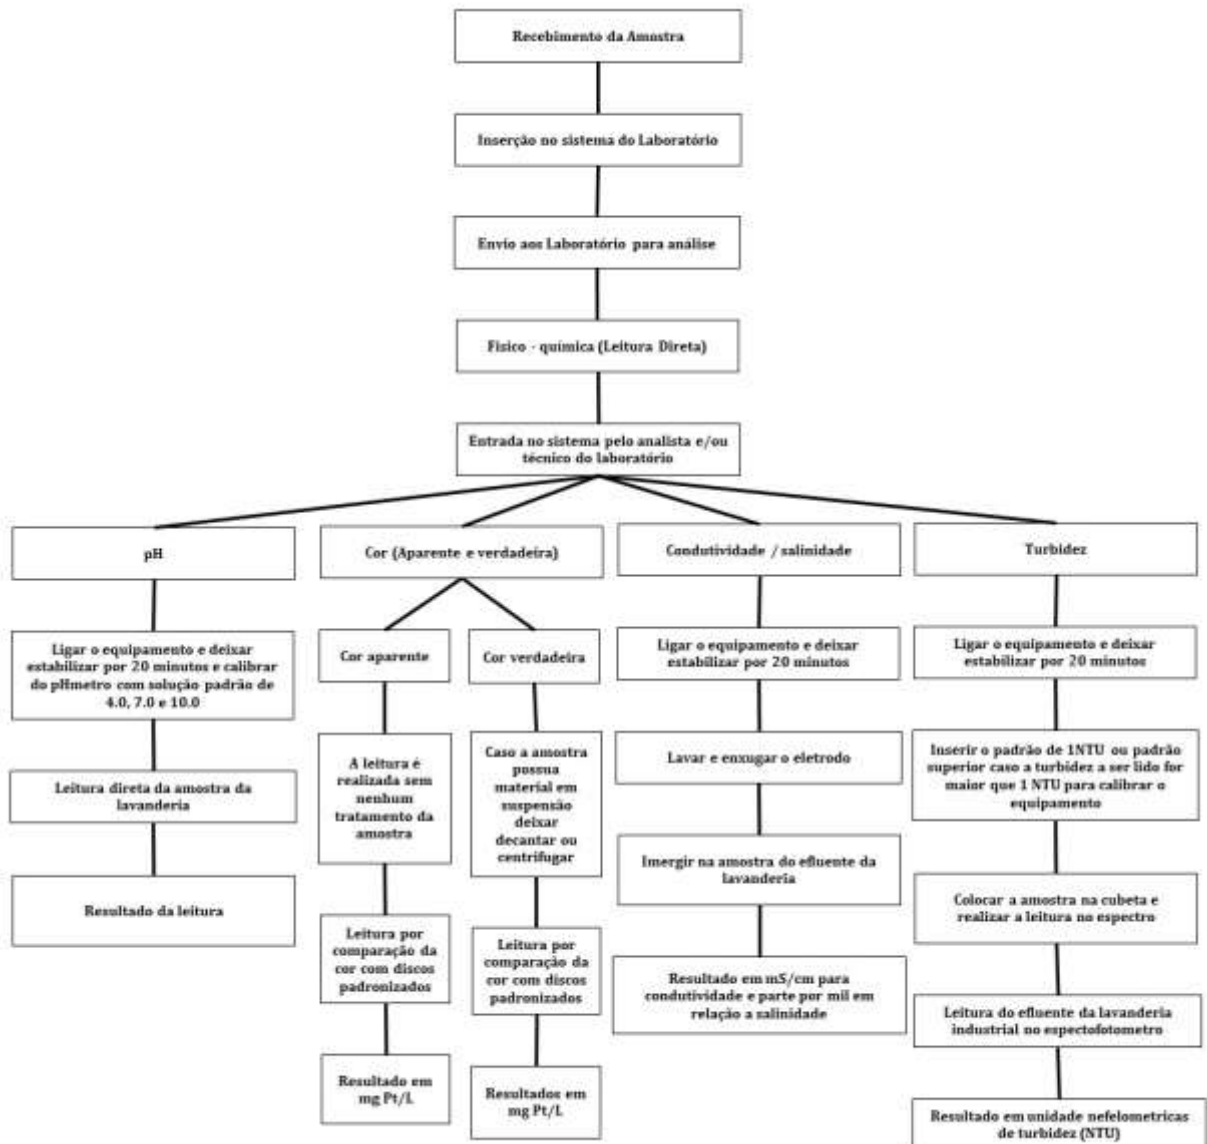 Recebimento da Amostra
Inserção no sistema do Laboratório
Envio aos Laboratório para análise
Fisico - química (Leitura Direta)
Entrada no sistema pelo analista e/ou
técnico do laboratório
pH
Ligar o equipamento e deixar
estabilizar por 20 minutos e calibrar
do pHmetro com solução padrão de
4.0, 7.0 e 10.0
Leitura direta da amostra da
lavanderia
Resultado da leitura
Cor (Aparente e verdadeira)
Cor aparente
A leitura é
realizada sem
nenhum
tratamento da
amostra
Leitura por
comparação da
cor com discos
padronizados
Resultado em
mg Pt/L
Cor verdadeira
Caso a amostra
possua
material em
suspensão
deixar
decantar ou
centrifugar
Leitura por
comparação da
cor com discos
padronizados
Resultados em
mg Pt/L
Condutividade / salinidade
Ligar o equipamento e deixar
estabilizar por 20 minutos
Lavar e enxugar o eletrodo
Imergir na amostra do efluente da
lavanderia
Resultado em mS/cm para
condutividade e parte por mil em
relação a salinidade
Turbidez
Ligar o equipamento e deixar
estabilizar por 20 minutos
Inserir o padrão de 1NTU ou padrão
superior caso a turbidez a ser lido for
maior que 1 NTU para calibrar o
equipamento
Colocar a amostra na cubeta e
realizar a leitura no espectro
Leitura do efluente da lavanderia
industrial no espectofotometro
Resultado em unidade nefelometricas
de turbidez (NTU)